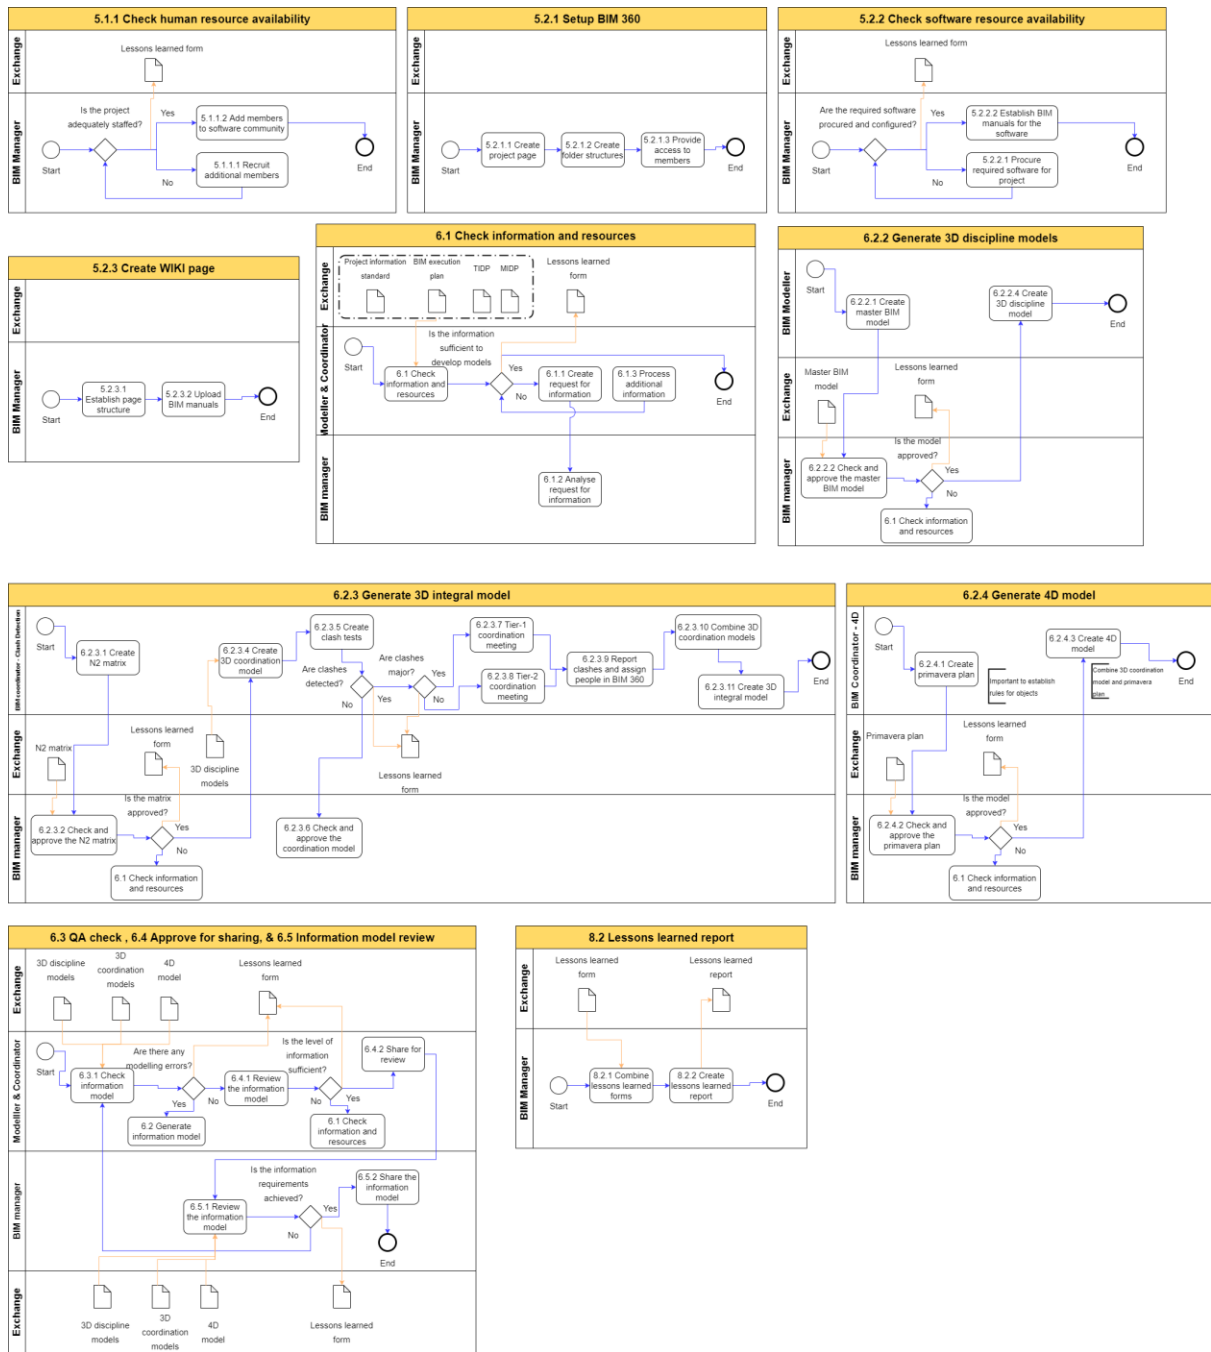 5.1.1 Check human resource availability
Exchange
Lessons learned form
BIM Manager
Is the project
adequately staffed?
Yes
5.1.1.2 Add members
to software community
Start
5.1.1.1 Recruit
additional members
No
End
5.2.1 Setup BIM 360
Exchange
BIM Manager
Start
5.2.1.1 Create
project page
5.2.1.2 Create
folder structures
5.2.1.3 Provide
access to
members
End
5.2.2 Check software resource availability
Exchange
Lessons learned form
BIM Manager
Are the required software
procured and configured?
Yes
5.2.2.2 Establish BIM
manuals for the
software
Start
5.2.2.1 Procure
required software for
project
No
End
5.2.3 Create WIKI page
Exchange
BIM Manager
Start
5.2.3.1
Establish page
structure
5.2.3.2 Upload
BIM manuals
End
6.1 Check information and resources
Exchange
Project information
standard
BIM execution
plan
TIDP
MIDP
Lessons learned
form
Modeller & Coordinator
Start
Is the information
sufficient to
develop models
6.1 Check
information and
resources
Yes
No
6.1.1 Create
request for
information
6.1.3 Process
additional
information
End
BIM manager
6.1.2 Analyse
request for
information
6.2.2 Generate 3D discipline models
BIM Modeller
Start
6.2.2.1 Create
master BIM
model
6.2.2.4 Create
3D discipline
model
End
Exchange
Master BIM
model
Lessons learned
form
BIM manager
Is the model
approved?
6.2.2.2 Check and
approve the master
BIM model
Yes
No
6.1 Check information
and resources
6.2.3 Generate 3D integral model
BIM coordinator - Clash Detection
Start
6.2.3.1 Create
N2 matrix
6.2.3.4 Create
3D coordination
model
6.2.3.5 Create
clash tests
Are clashes
detected?
No
Yes
Are clashes
major?
Yes
No
6.2.3.7 Tier-1
coordination
meeting
6.2.3.8 Tier-2
coordination
meeting
6.2.3.9 Report
clashes and assign
people in BIM 360
6.2.3.10 Combine 3D
coordination models
6.2.3.11 Create 3D
integral model
End
Exchange
N2 matrix
Lessons learned
form
3D discipline
models
Lessons learned
form
BIM manager
Is the matrix
approved?
6.2.3.2 Check and
approve the N2 matrix
Yes
No
6.1 Check information
and resources
6.2.3.6 Check and
approve the
coordination model
6.2.4 Generate 4D model
BIM Coordinator - 4D
Start
6.2.4.1 Create
primavera plan
Important to establish
rules for objects
6.2.4.3 Create 4D
model
Combine 3D coordination
model and primavera
plan
End
Exchange
Primavera plan
Lessons learned
form
BIM manager
Is the model
approved?
6.2.4.2 Check and
approve the
primavera plan
Yes
No
6.1 Check information
and resources
6.3 QA check , 6.4 Approve for sharing, & 6.5 Information model review
Exchange
3D discipline
models
3D
coordination
models
4D
model
Lessons learned
form
Modellier & Coordinator
Start
6.3.1 Check
information
model
Are there any
modelling errors?
Yes
No
6.2 Generate
information model
6.4.1 Review
the information
model
Is the level of
information
sufficient?
Yes
No
6.4.2 Share for
review
6.1 Check
information and
resources
BIM manager
6.5.1 Review
the information
model
Is the information
requirements
achieved?
Yes
No
6.5.2 Share the
information
model
End
Exchange
3D discipline
models
3D
coordination
models
4D
model
Lessons learned
form
8.2 Lessons learned report
Exchange
Lessons learned
form
Lessons learned
report
BIM Manager
Start
8.2.1 Combine
lessons learned
forms
8.2.2 Create
lessons learned
report
End